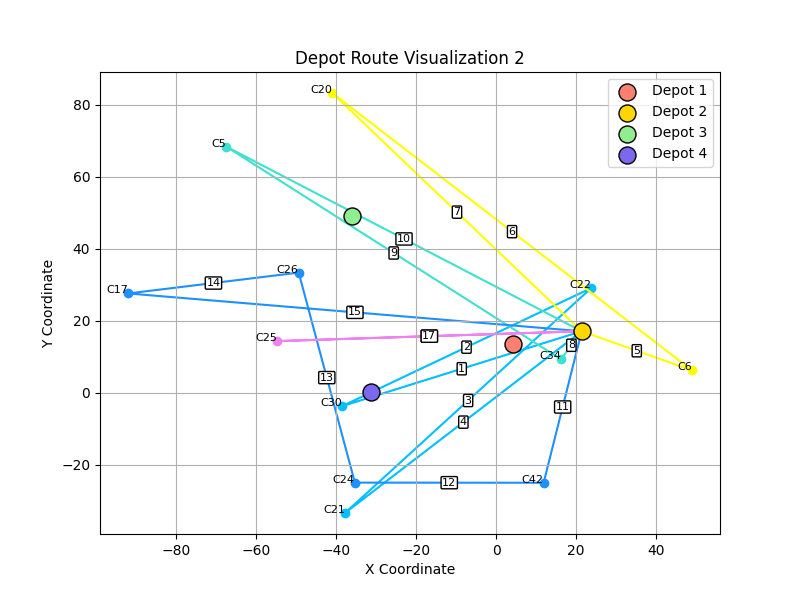 Depot Route Visualization 2
Depot 1
Depot 2
Depot 3
Depot 4
Y Coordinate
80
60
40
20
0
−20
C20
C5
7
6
10
9
C26
C17
14
C22
15
C25
17
C34
8
2
5
1
C6
13
C30
3
11
4
C24
12
C42
C21
−80
−60
−40
−20
0
20
40
X Coordinate